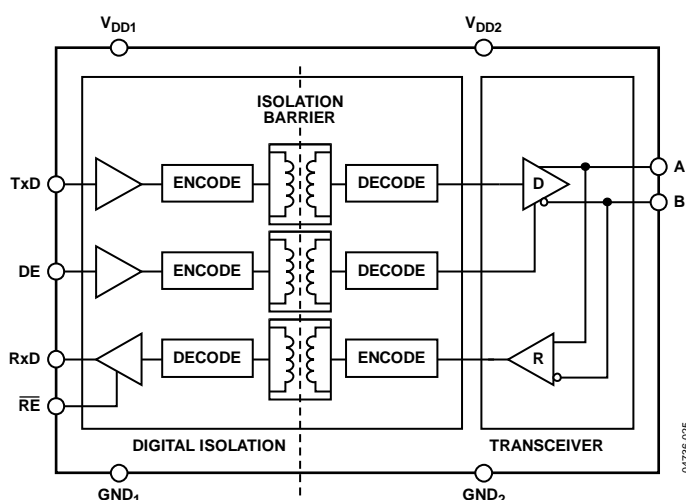 VDD1 VDD2
ISOLATION
BARRIER
TxD ENCODE DECODE D A
B
DE ENCODE DECODE
RxD DECODE ENCODE R
RE
DIGITAL ISOLATION TRANSCEIVER
GND1 GND2
04736-025